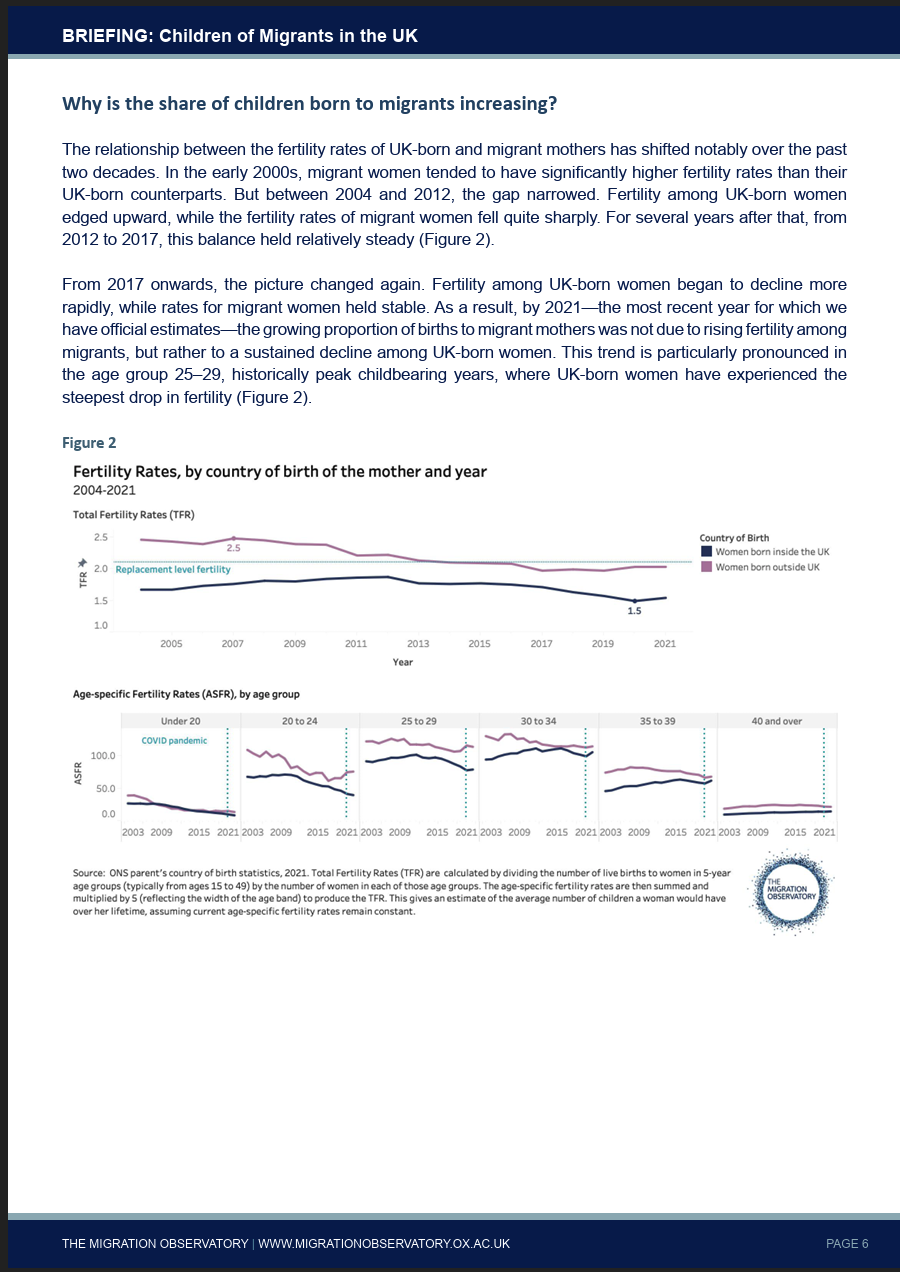 BRIEFING: Children of Migrants in the UK
Why is the share of children born to migrants increasing?
The relationship between the fertility rates of UK-born and migrant mothers has shifted notably over the past
two decades. In the early 2000s, migrant women tended to have significantly higher fertility rates than their
UK-born counterparts. But between 2004 and 2012, the gap narrowed. Fertility among UK-born women
edged upward, while the fertility rates of migrant women fell quite sharply. For several years after that, from
2012 to 2017, this balance held relatively steady (Figure 2).
From 2017 onwards, the picture changed again. Fertility among UK-born women began to decline more
rapidly, while rates for migrant women held stable. As a result, by 2021—the most recent year for which we
have official estimates—the growing proportion of births to migrant mothers was not due to rising fertility among
migrants, but rather to a sustained decline among UK-born women. This trend is particularly pronounced in
the age group 25–29, historically peak childbearing years, where UK-born women have experienced the
steepest drop in fertility (Figure 2).
Figure 2
Fertility Rates, by country of birth of the mother and year
2004-2021
Total Fertility Rates (TFR)
Country of Birth
Women born inside the UK
Women born outside UK
TFR
2.5
2.0
1.5
1.0
2.5
Replacement level fertility
1.5
2005 2007 2009 2011 2013 2015 2017 2019 2021
Year
Age-specific Fertility Rates (ASFR), by age group
Under 20 20 to 24 25 to 29 30 to 34 35 to 39 40 and over
COVID pandemic
ASFR
100.0
50.0
0.0
2003 2009 2015 2021 2003 2009 2015 2021 2003 2009 2015 2021 2003 2009 2015 2021 2003 2009 2015 2021 2003 2009 2015 2021
Source: ONS parent's country of birth statistics, 2021. Total Fertility Rates (TFR) are calculated by dividing the number of live births to women in 5-year
age groups (typically from ages 15 to 49) by the number of women in each of those age groups. The age-specific fertility rates are then summed and
multiplied by 5 (reflecting the width of the age band) to produce the TFR. This gives an estimate of the average number of children a woman would have
over her lifetime, assuming current age-specific fertility rates remain constant.
THE
MIGRATION
OBSERVATORY
THE MIGRATION OBSERVATORY | WWW.MIGRATIONOBSERVATORY.OX.AC.UK
PAGE 6